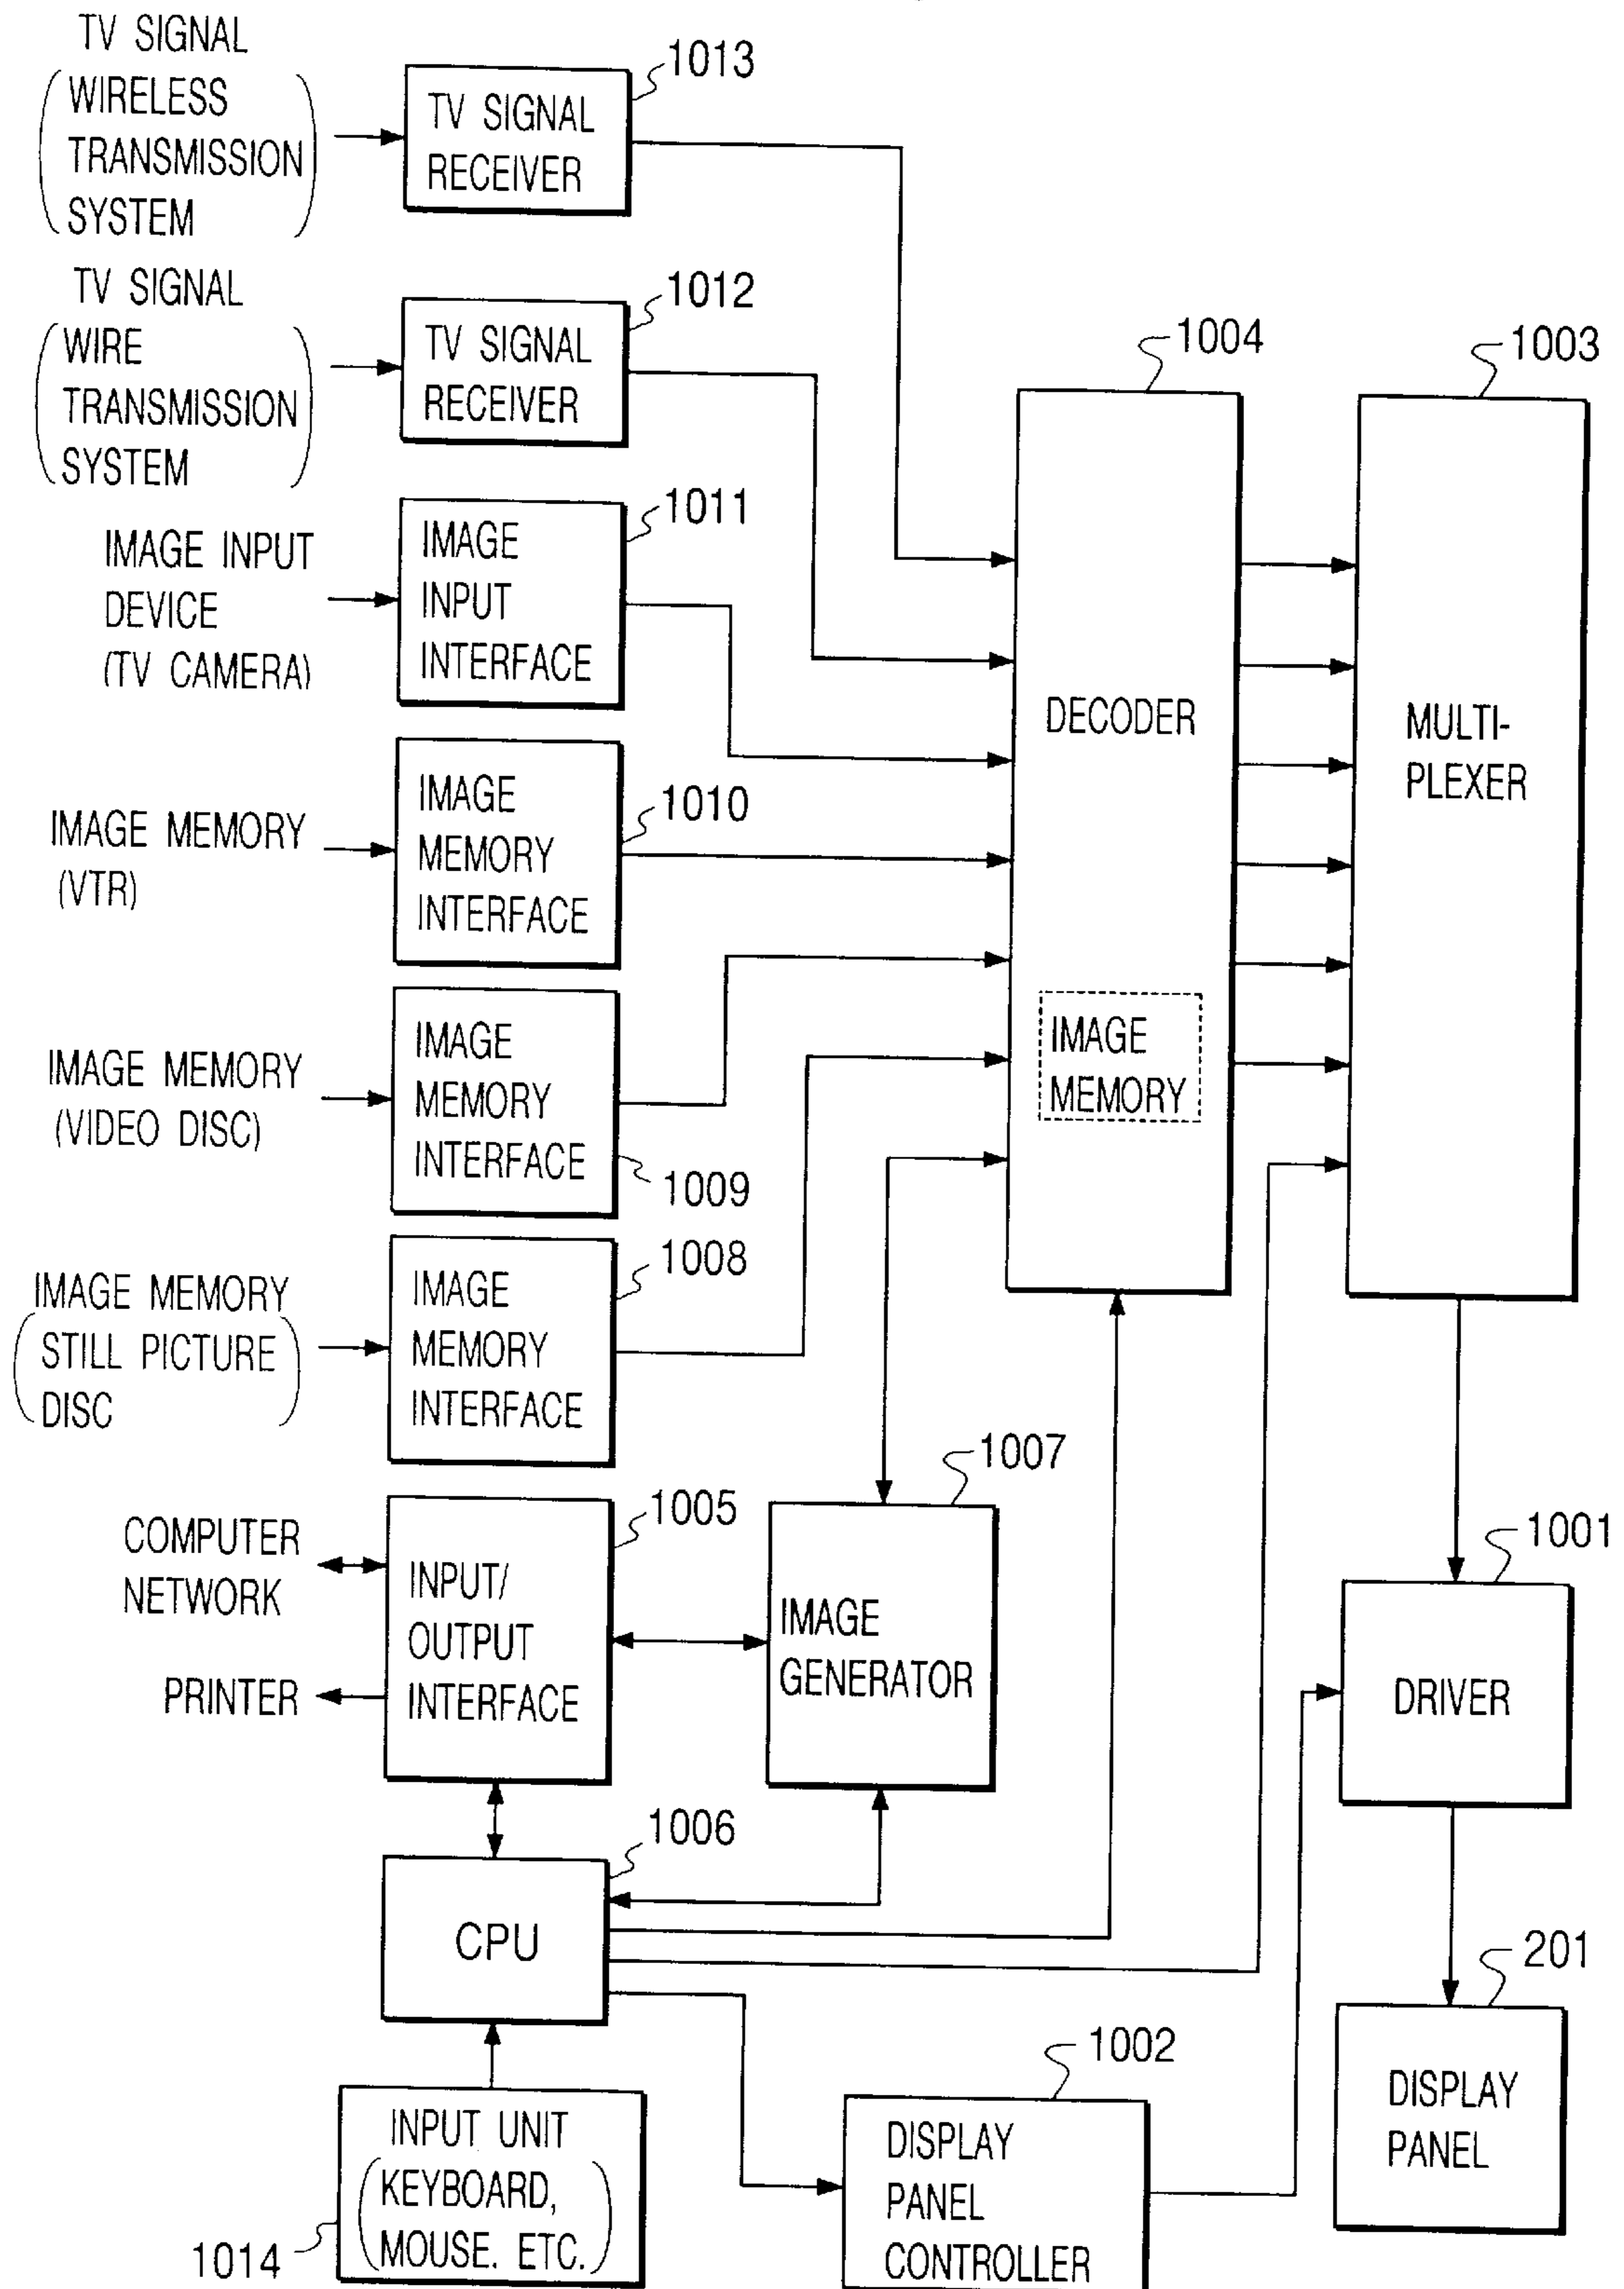 TV SIGNAL
(WIRELESS
TRANSMISSION
SYSTEM)
TV SIGNAL
RECEIVER
1013
TV SIGNAL
(WIRE
TRANSMISSION
SYSTEM)
TV SIGNAL
RECEIVER
1012
IMAGE INPUT
DEVICE
(TV CAMERA)
IMAGE
INPUT
INTERFACE
1011
IMAGE MEMORY
(VTR)
IMAGE
MEMORY
INTERFACE
1010
IMAGE MEMORY
(VIDEO DISC)
IMAGE
MEMORY
INTERFACE
1009
IMAGE MEMORY
(STILL PICTURE
DISC)
IMAGE
MEMORY
INTERFACE
1008
1004
DECODER
IMAGE
MEMORY
1003
MULTI-
PLEXER
COMPUTER
NETWORK
PRINTER
INPUT/
OUTPUT
INTERFACE
1005
IMAGE
GENERATOR
1007
1001
DRIVER
1006
CPU
201
DISPLAY
PANEL
INPUT UNIT
(KEYBOARD,
MOUSE. ETC.)
1014
1002
DISPLAY
PANEL
CONTROLLER